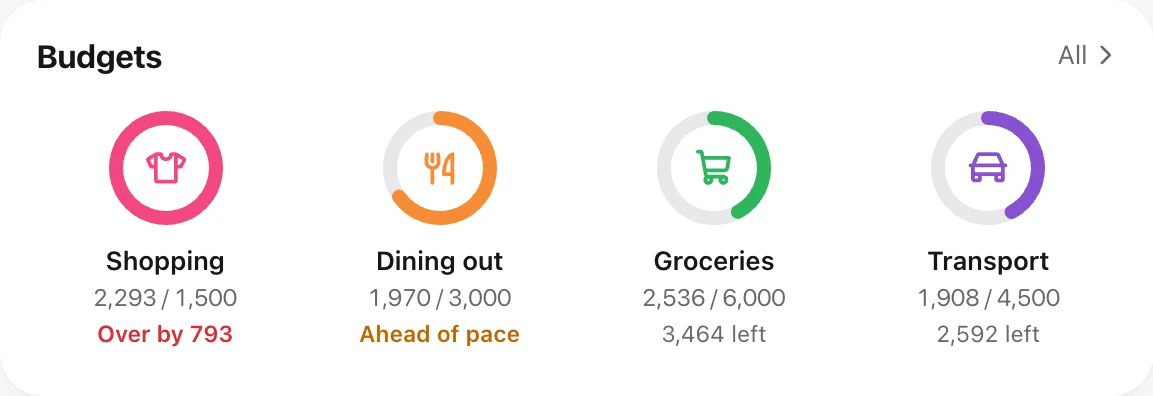 Budgets
All
Shopping
2,293 / 1,500
Over by 793
Dining out
1,970 / 3,000
Ahead of pace
Groceries
2,536 / 6,000
3,464 left
Transport
1,908 / 4,500
2,592 left